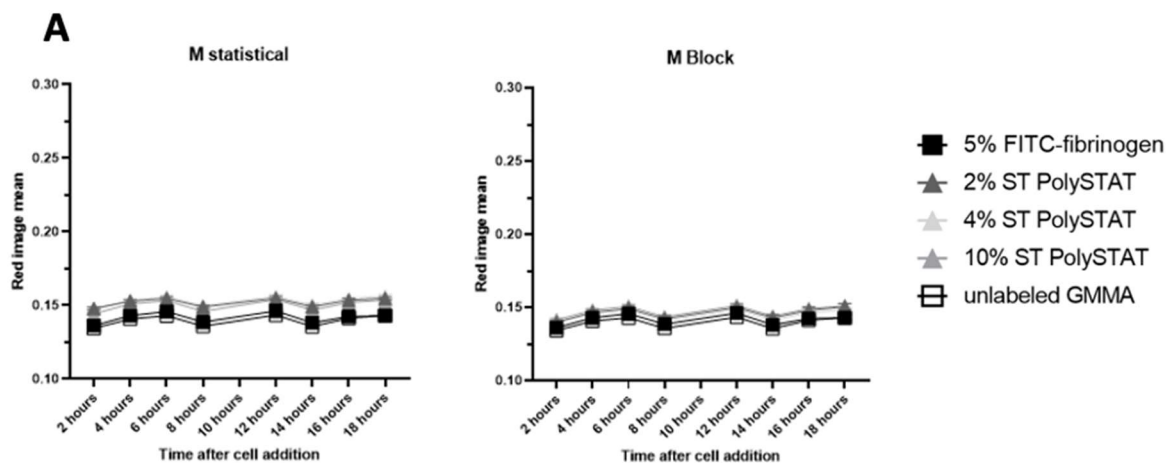 A
M statistical
0.30
0.25
0.20
0.15
0.10
Red image mean
2 hours
4 hours
6 hours
8 hours
10 hours
12 hours
14 hours
16 hours
18 hours
Time after cell addition
M Block
0.30
0.25
0.20
0.15
0.10
Red image mean
2 hours
4 hours
6 hours
8 hours
10 hours
12 hours
14 hours
16 hours
18 hours
Time after cell addition
5% FITC-fibrinogen
2% ST PolySTAT
4% ST PolySTAT
10% ST PolySTAT
unlabeled GMMA